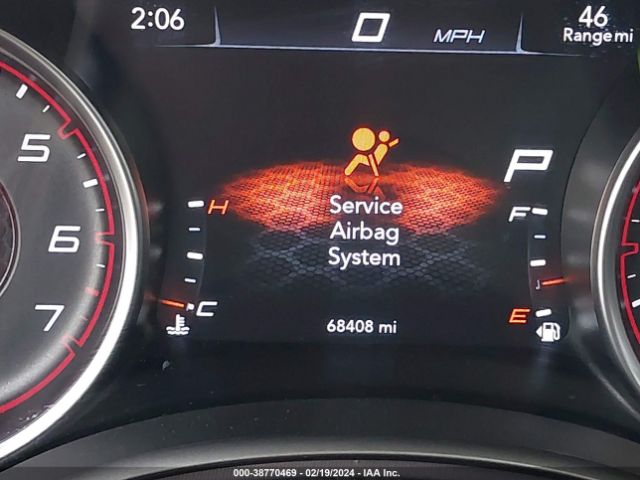 2:06
0 MPH
46
Range mi
5
6
7
H
C
P
F
E
Service
Airbag
System
68408 mi
000-38770469 - 02/19/2024 - IAA Inc.